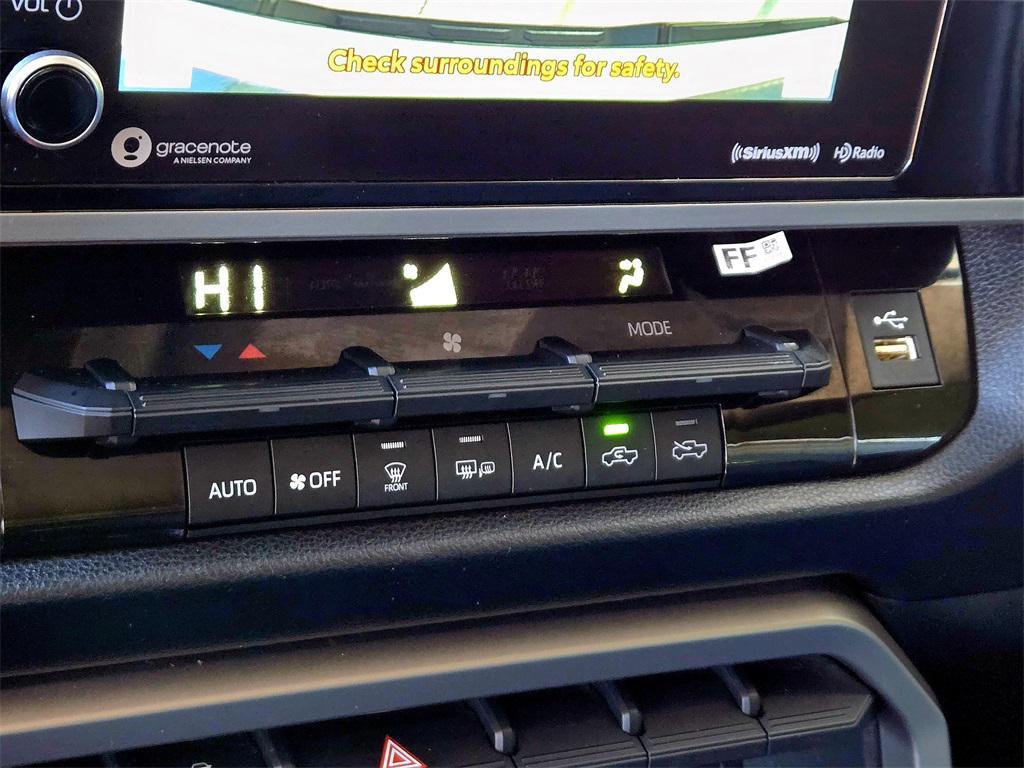 VOL
Check surroundings for safety.
gracenote
A NIELSEN COMPANY
SiriusXM
HD Radio
HI
FF
MODE
AUTO
OFF
FRONT
A/C